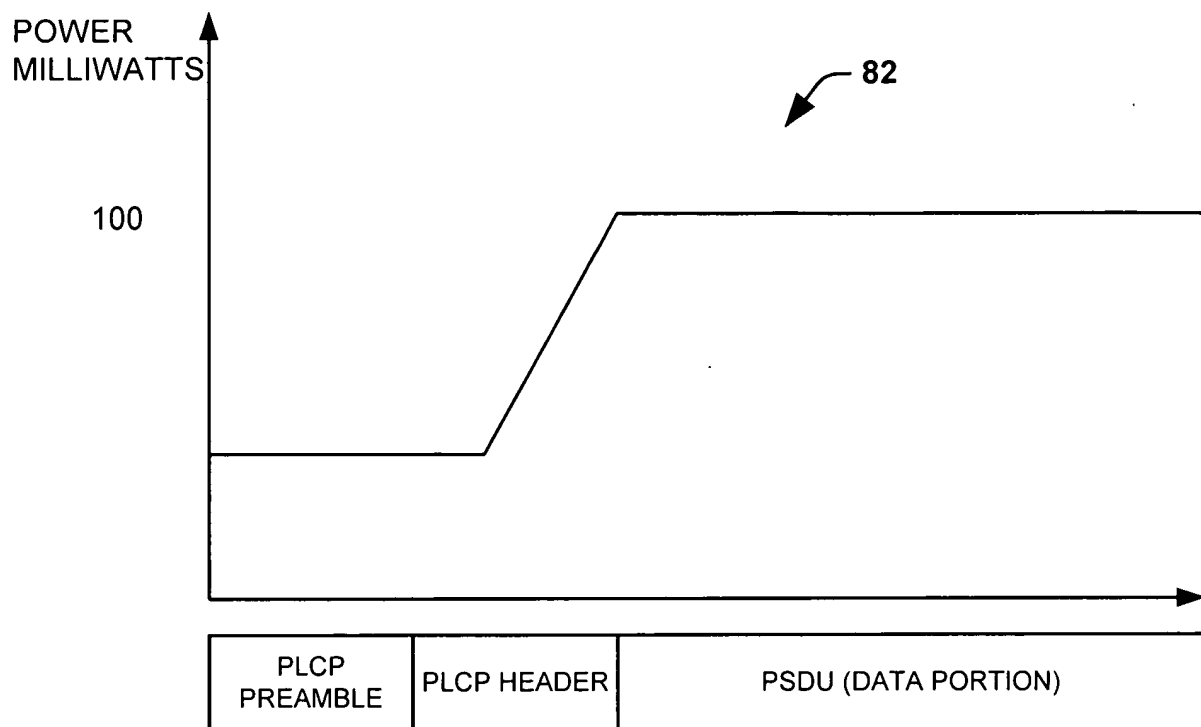 POWER
MILLIWATTS
82
100
PLCP
PREAMBLE
PLCP HEADER
PSDU (DATA PORTION)